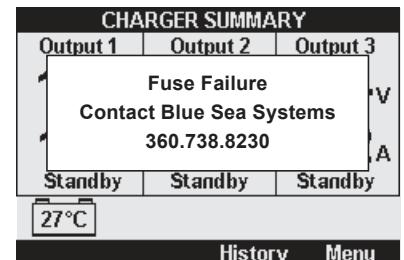 CHARGER SUMMARY
Output 1 Output 2 Output 3
Fuse Failure
V
Contact Blue Sea Systems
360.738.8230
A
Standby Standby Standby
27°C
History Menu